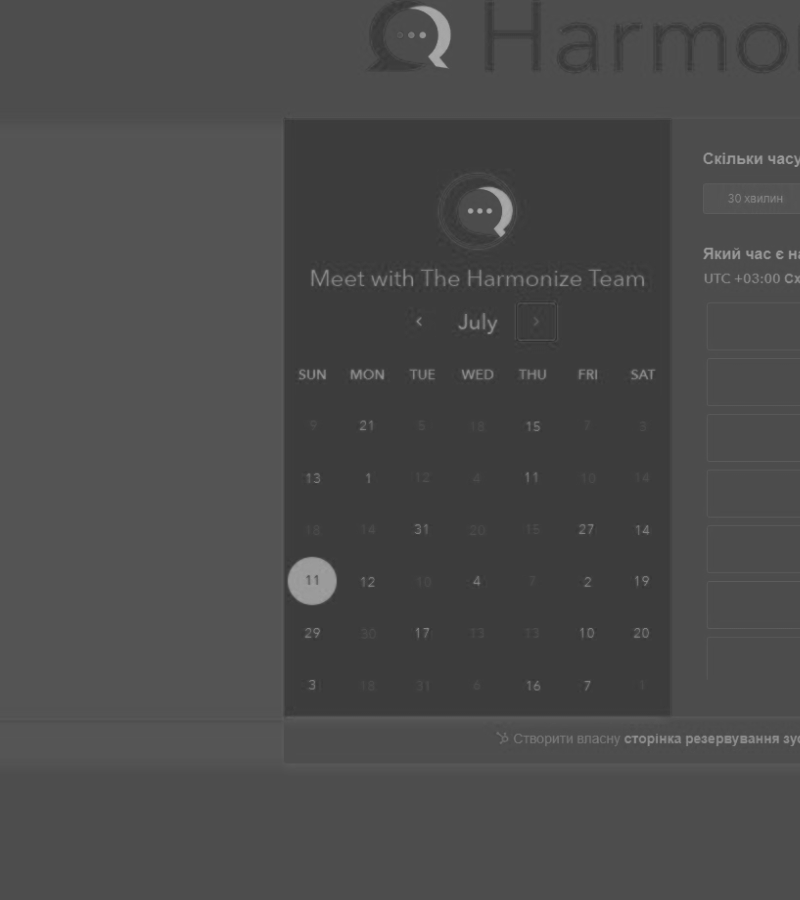 Harmo
Meet with The Harmonize Team
July
SUN MON TUE WED THU FRI SAT
9 21 5 18 15 7 3
13 1 12 4 11 10 14
18 14 31 20 15 27 14
11 12 10 4 7 2 19
29 30 17 13 13 10 20
3 18 31 6 16 7 1
Скільки часу
30 хвилин
Який час є на
UTC +03:00 Сх
Створити власну сторінка резервування зус